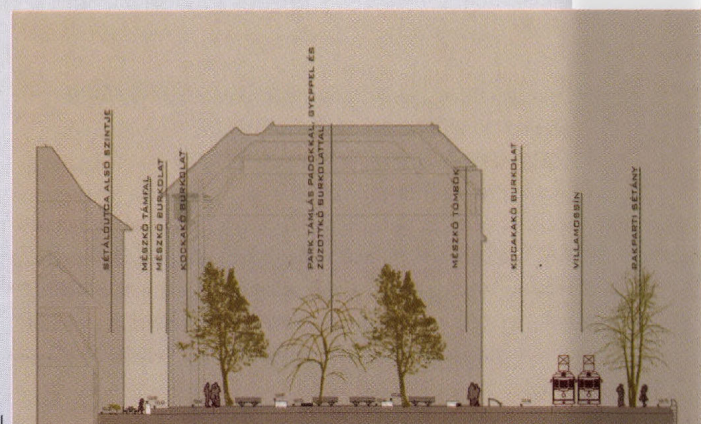 SÉTÁLÓUTCA ALSÓ SZINTJE
MÉSZKŐ TÁMFAL
MÉSZKŐ BURKOLAT
KOCKAKŐ BURKOLAT
PARK TÁMLÁS PADOKKAL, GYEPPEL ÉS
ZÚZOTTKŐ BURKOLATTAL
MÉSZKŐ TÖMBÖK
KOCAKAKŐ BURKOLAT
VILLAMOSSÍN
RAKPARTI SÉTÁNY